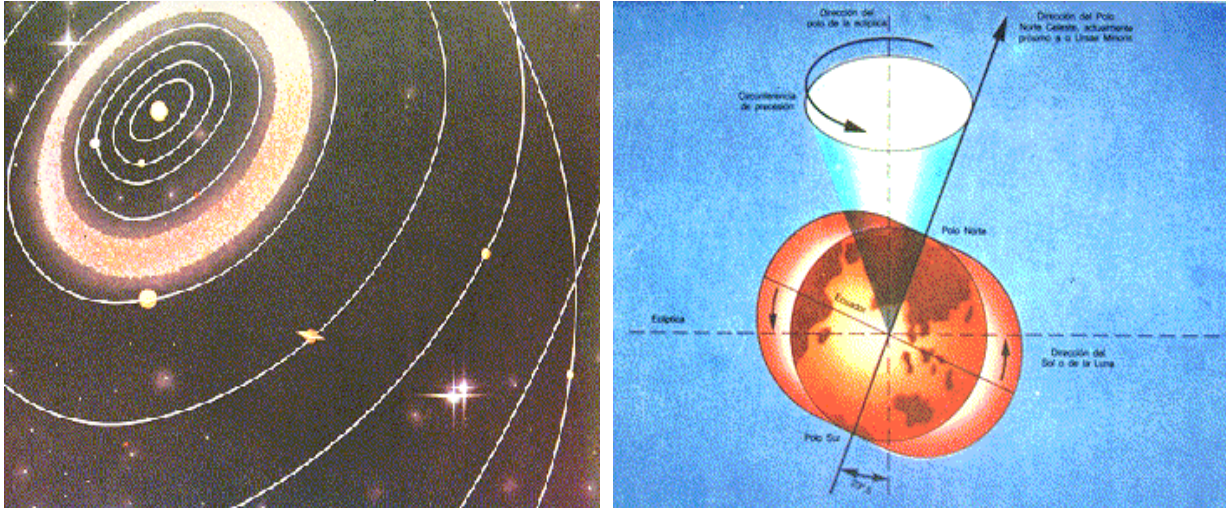 Dirección del
polo de la eclíptica
Dirección del Polo
Norte Celeste, actualmente
próximo a α Ursae Minoris
Circunferencia
de precesión
Polo Norte
Ecuador
Eclíptica
Dirección del
Sol o de la Luna
Polo Sur